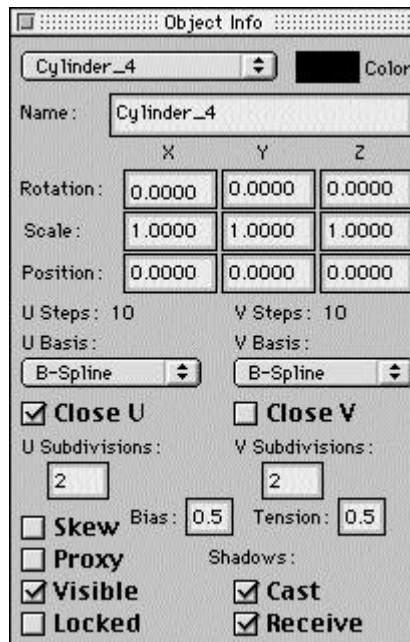 Object Info
Cylinder_4 Color
Name: Cylinder_4
X Y Z
Rotation: 0.0000 0.0000 0.0000
Scale: 1.0000 1.0000 1.0000
Position: 0.0000 0.0000 0.0000
U Steps: 10 V Steps: 10
U Basis: V Basis:
B-Spline B-Spline
Close U Close V
U Subdivisions: V Subdivisions:
2 2
Skew Bias: 0.5 Tension: 0.5
Proxy Shadows:
Visible Cast
Locked Receive